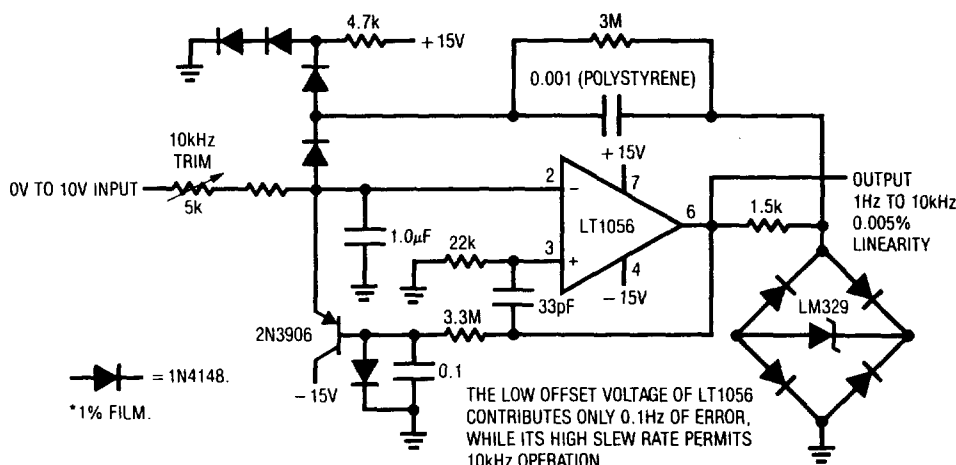 4.7k
+15V
3M
0.001 (POLYSTYRENE)
10kHz
TRIM
+15V
0V TO 10V INPUT
5k
2
7
−
LT1056
6
OUTPUT
1Hz TO 10kHz
0.005%
LINEARITY
1.5k
1.0µF
22k
3
+
4
−15V
33pF
LM329
2N3906
3.3M
0.1
−15V
= 1N4148.
*1% FILM.
THE LOW OFFSET VOLTAGE OF LT1056
CONTRIBUTES ONLY 0.1Hz OF ERROR,
WHILE ITS HIGH SLEW RATE PERMITS
10kHz OPERATION